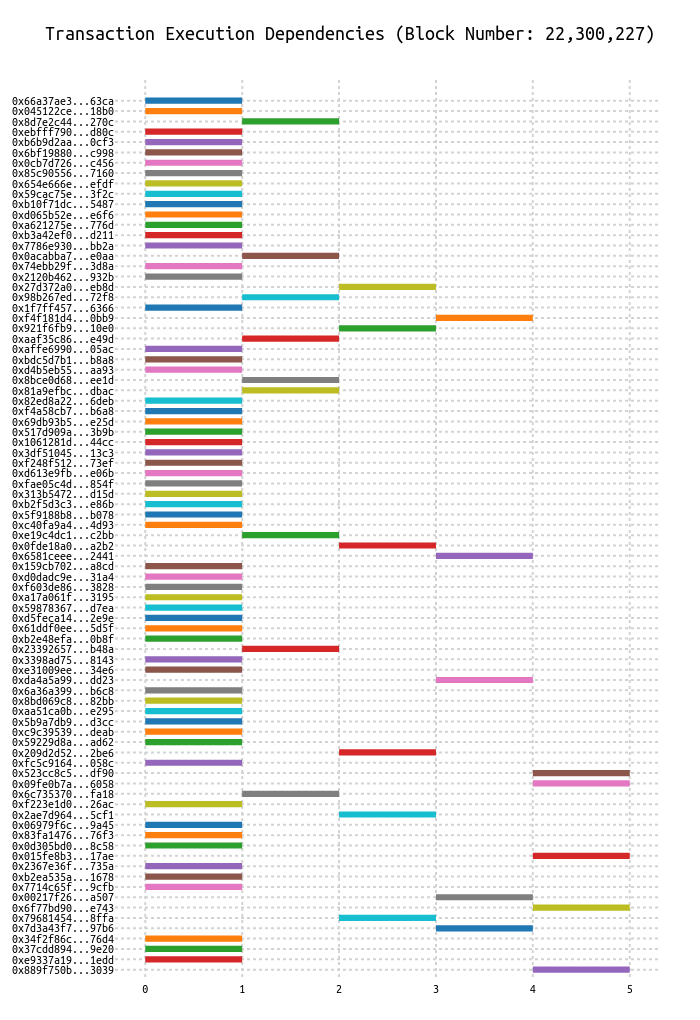 Transaction Execution Dependencies (Block Number: 22,300,227)
0x66a37ae3...63ca
0x045122ce...18b0
0x8d7e2c44...270c
0xebfff790...d80c
0xb6b9d2aa...0cf3
0x6bf19880...c998
0x0cb7d726...c456
0x85c90556...7160
0x654e666e...efdf
0x59cac75e...3f2c
0xb10f71dc...5487
0xd065b52e...e6f6
0xa621275e...776d
0xb3a42ef0...d211
0x7786e930...bb2a
0x0acabba7...e0aa
0x74ebb29f...3d8a
0x2120b462...932b
0x27d372a0...eb8d
0x98b267ed...72f8
0x1f7ff457...6366
0xf4f181d4...0bb9
0x921f6fb9...10e0
0xaaf35c86...e49d
0xaffe6990...05ac
0xbdc5d7b1...b8a8
0xd4b5eb55...aa93
0x8bce0d68...ee1d
0x81a9efbc...dbac
0x82ed8a22...6deb
0xf4a58cb7...b6a8
0x69db93b5...e25d
0x517d909a...3b9b
0x1061281d...44cc
0x3df51045...13c3
0xf248f512...73ef
0xd613e9fb...e06b
0xfae05c4d...854f
0x313b5472...d15d
0xb2f5d3c3...e86b
0x5f9188b8...b078
0xc40fa9a4...4d93
0xe19c4dc1...c2bb
0x0fde18a0...a2b2
0x6581ceee...2441
0x159cb702...a8cd
0xd0dadc9e...31a4
0xf603de86...3828
0xa17a061f...3195
0x59878367...d7ea
0xd5feca14...2e9e
0x61ddf0ee...5d5f
0xb2e48efa...0b8f
0x23392657...b48a
0x3398ad75...8143
0xe31009ee...34e6
0xda4a5a99...dd23
0x6a36a399...b6c8
0x8bd069c8...82bb
0xaa51ca0b...e295
0x5b9a7db9...d3cc
0xc9c39539...deab
0x59229d8a...ad62
0x209d2d52...2be6
0xfc5c9164...058c
0x523cc8c5...df90
0x09fe0b7a...6058
0x6c735370...fa18
0xf223e1d0...26ac
0x2ae7d964...5cf1
0x06979f6c...9a45
0x83fa1476...76f3
0x0d305bd0...8c58
0x015fe8b3...17ae
0x2367e36f...735a
0xb2ea535a...1678
0x7714c65f...9cfb
0x00217f26...a507
0x6f77bd90...e743
0x79681454...8ffa
0x7d3a43f7...97b6
0x34f2f86c...76d4
0x37cdd894...9e20
0xe9337a19...1edd
0x889f750b...3039
0 1 2 3 4 5